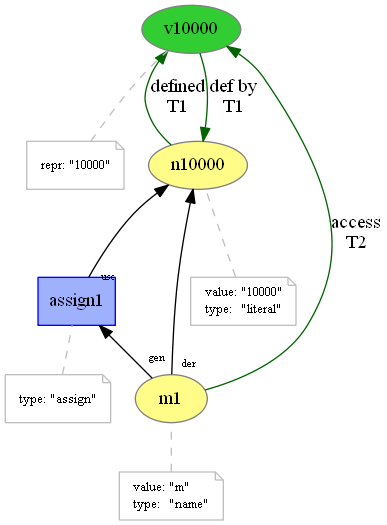 v10000
defined
T1
def by
T1
repr: "10000"
n10000
access
T2
use
assign1
value: "10000"
type: "literal"
gen
der
type: "assign"
m1
value: "m"
type: "name"